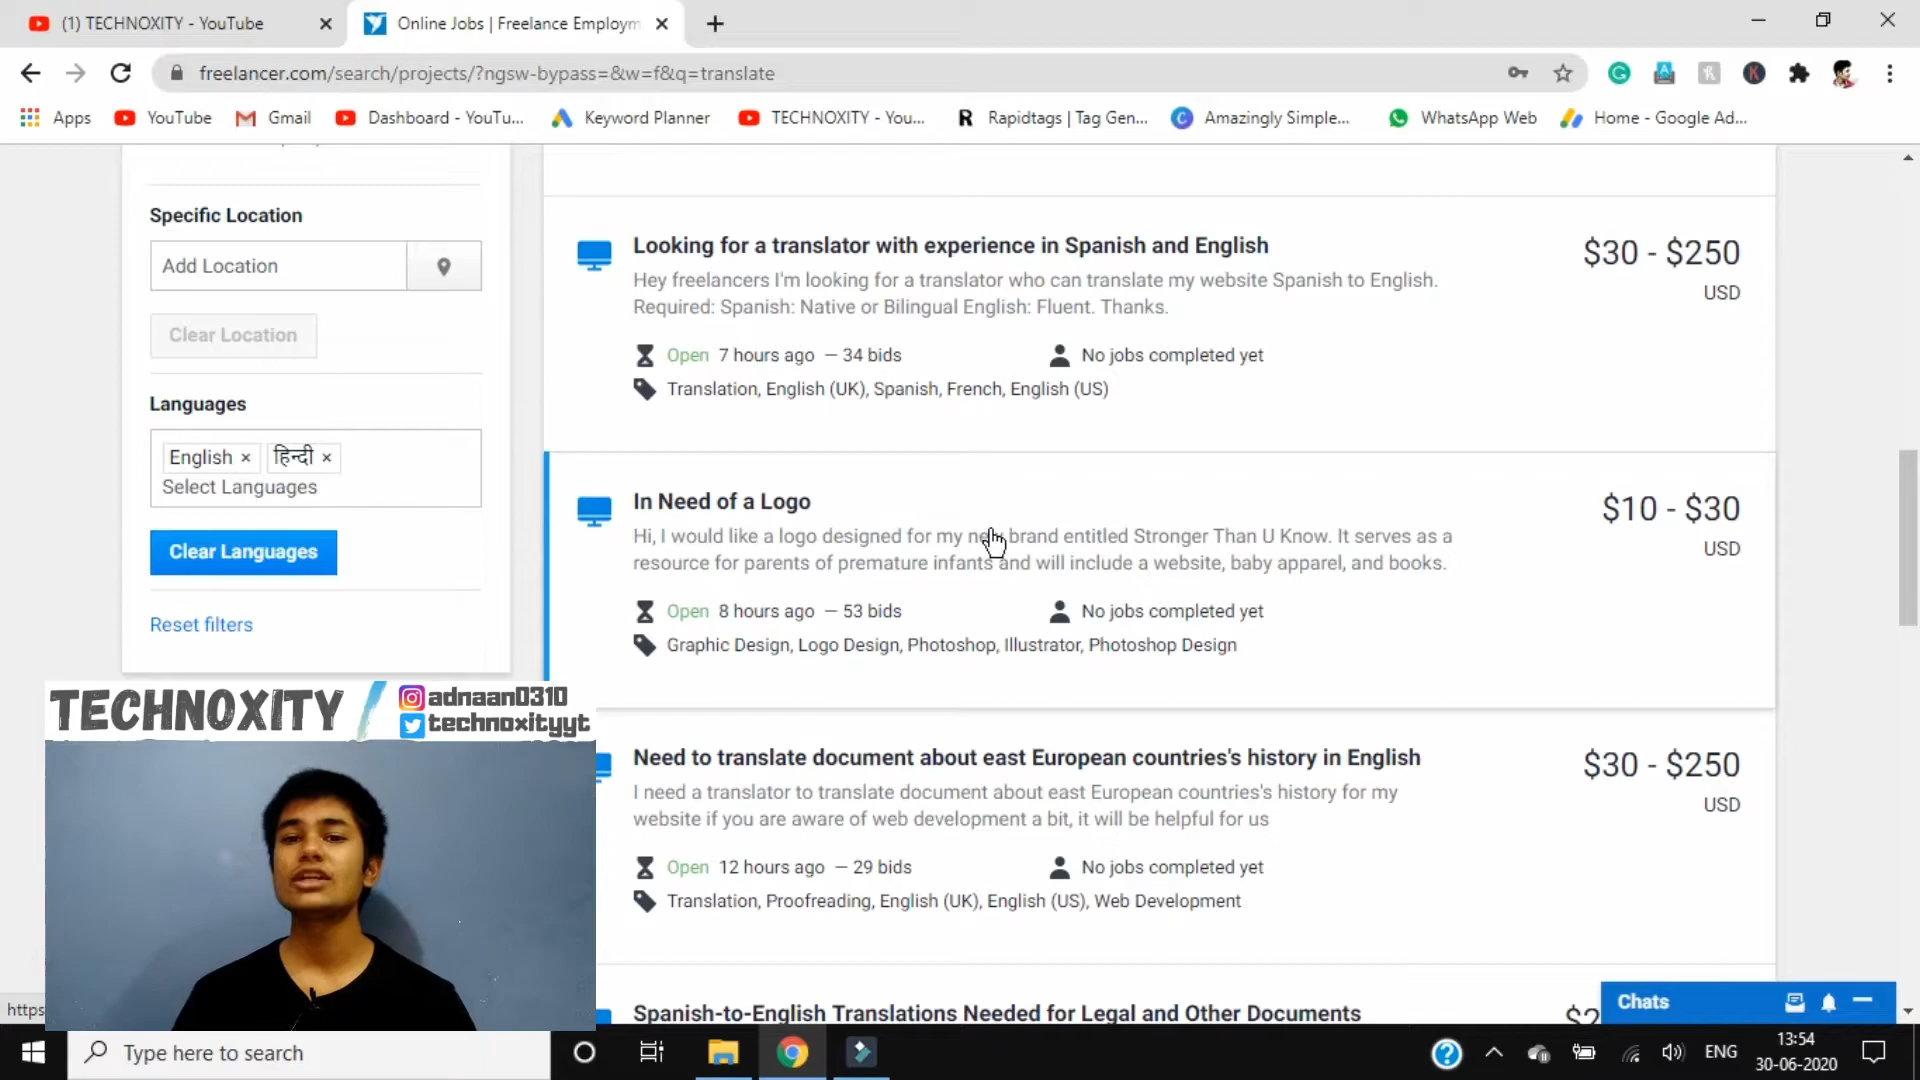 (1) TECHNOXITY - YouTube
Online Jobs | Freelance Employm
freelancer.com/search/projects/?ngsw-bypass=&w=f&q=translate
Apps
YouTube
Gmail
Dashboard - YouTu...
Keyword Planner
TECHNOXITY - You...
Rapidtags | Tag Gen...
Amazingly Simple...
WhatsApp Web
Home - Google Ad...
Specific Location
Add Location
Clear Location
Languages
English ×
हिन्दी ×
Select Languages
Clear Languages
Reset filters
Looking for a translator with experience in Spanish and English
$30 - $250
USD
Hey freelancers I'm looking for a translator who can translate my website Spanish to English.
Required: Spanish: Native or Bilingual English: Fluent. Thanks.
Open 7 hours ago — 34 bids
No jobs completed yet
Translation, English (UK), Spanish, French, English (US)
In Need of a Logo
$10 - $30
USD
Hi, I would like a logo designed for my new brand entitled Stronger Than U Know. It serves as a
resource for parents of premature infants and will include a website, baby apparel, and books.
Open 8 hours ago — 53 bids
No jobs completed yet
Graphic Design, Logo Design, Photoshop, Illustrator, Photoshop Design
Need to translate document about east European countries's history in English
$30 - $250
USD
I need a translator to translate document about east European countries's history for my
website if you are aware of web development a bit, it will be helpful for us
Open 12 hours ago — 29 bids
No jobs completed yet
Translation, Proofreading, English (UK), English (US), Web Development
Spanish-to-English Translations Needed for Legal and Other Documents
TECHNOXITY
adnaan0310
technoxityyt
Chats
https
Type here to search
ENG
13:54
30-06-2020